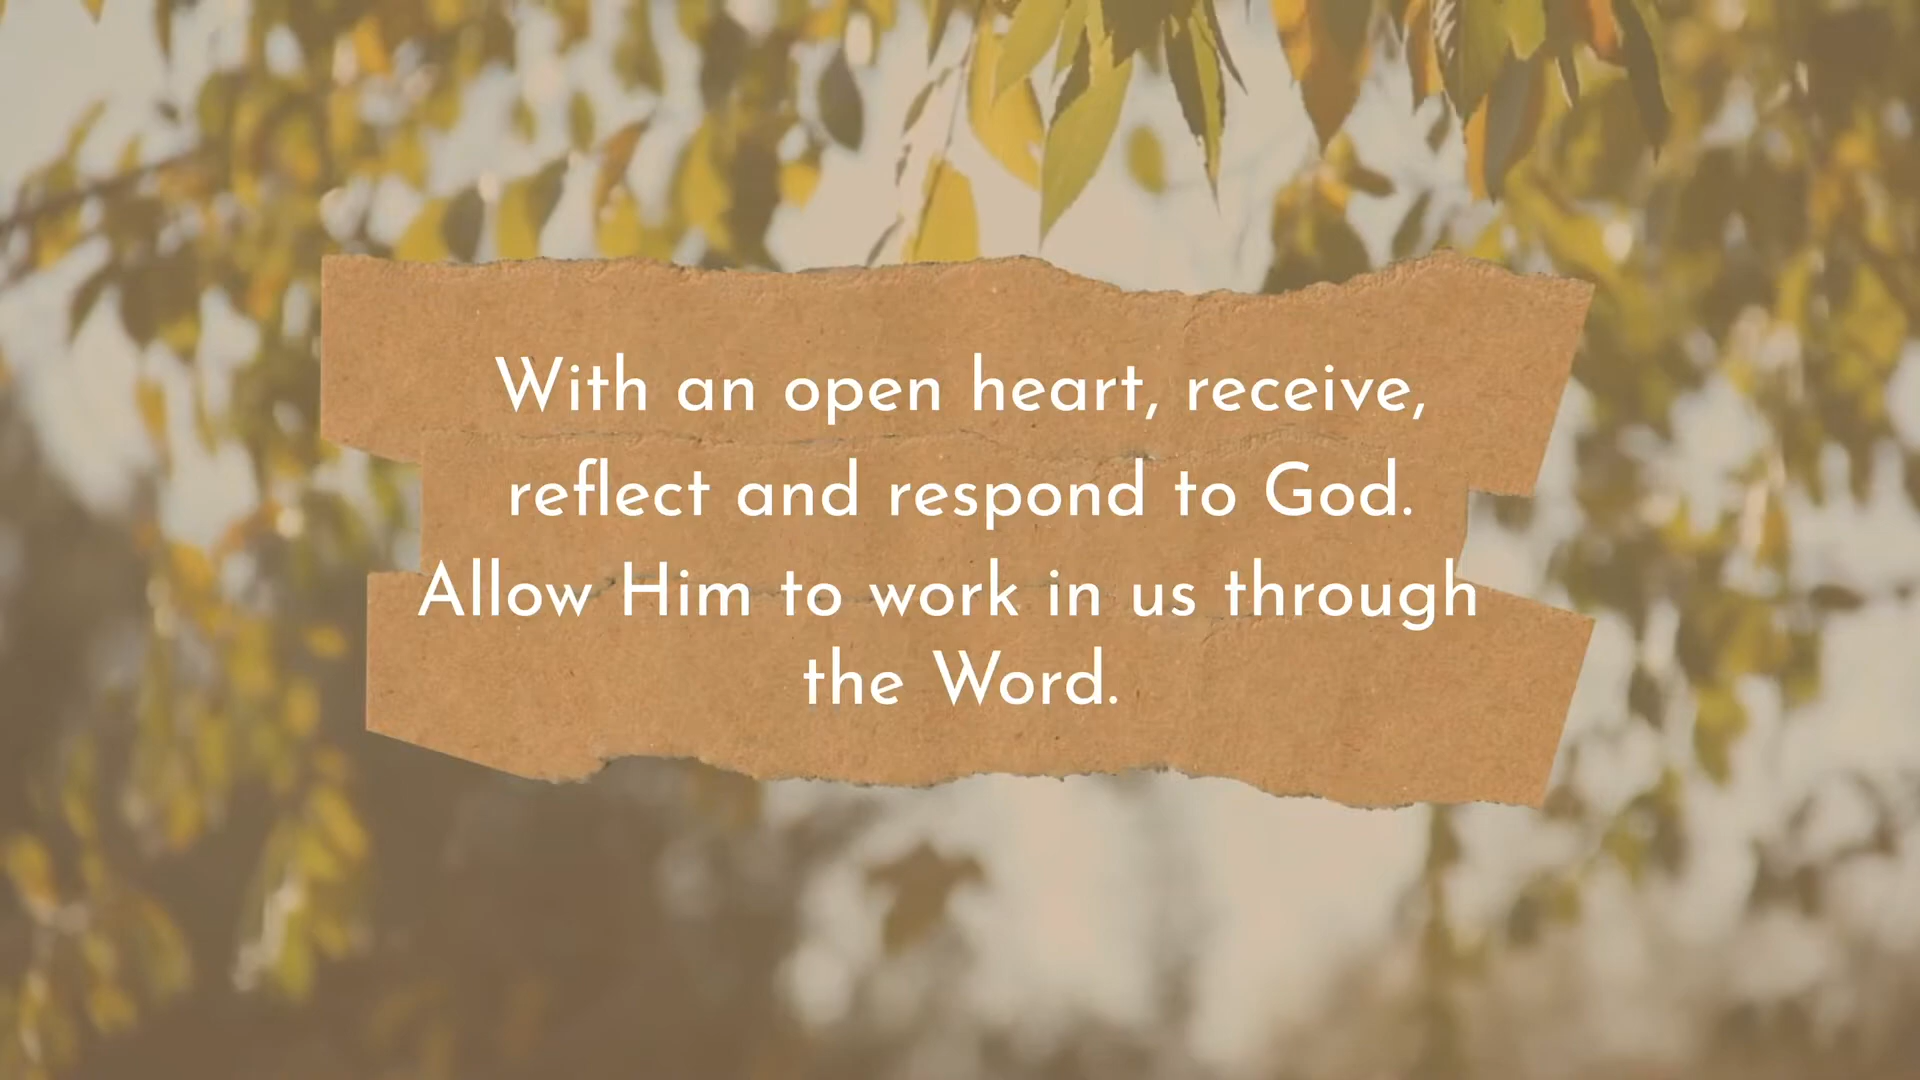 With an open heart, receive,
reflect and respond to God.
Allow Him to work in us through
the Word.